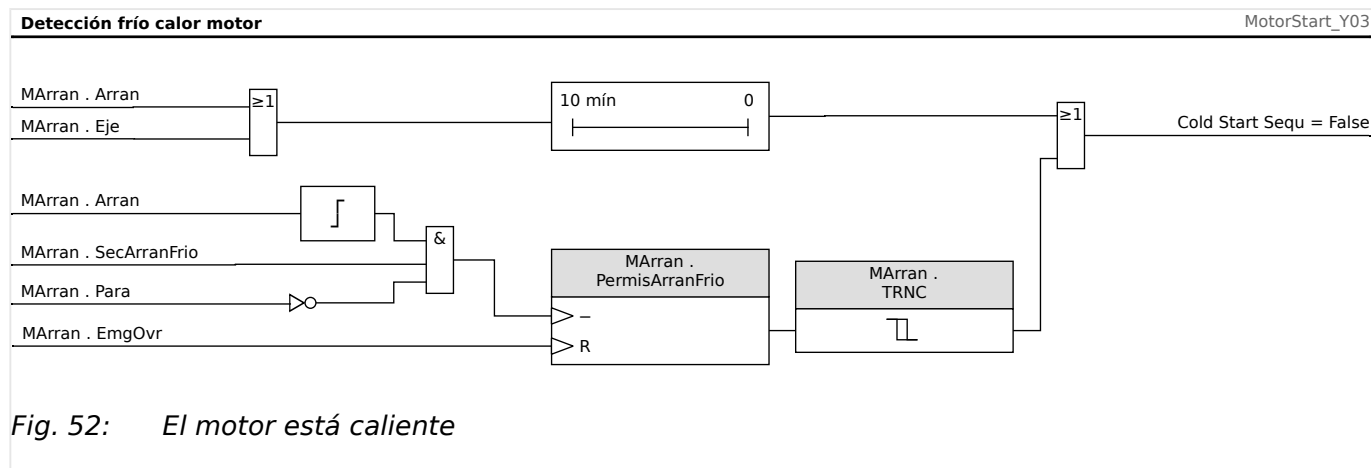 Detección frío calor motor
MotorStart_Y03
MArran . Arran
MArran . Eje
≥1
10 mín 0
≥1
Cold Start Sequ = False
MArran . Arran
MArran . SecArranFrio
MArran . Para
MArran . EmgOvr
&
MArran .
PermisArranFrio
–
R
MArran .
TRNC
Fig. 52: El motor está caliente